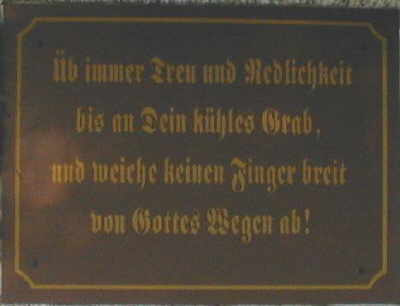 Üb immer Treu und Redlichkeit
bis an Dein kühles Grab,
und weiche keinen Finger breit
von Gottes Wegen ab!